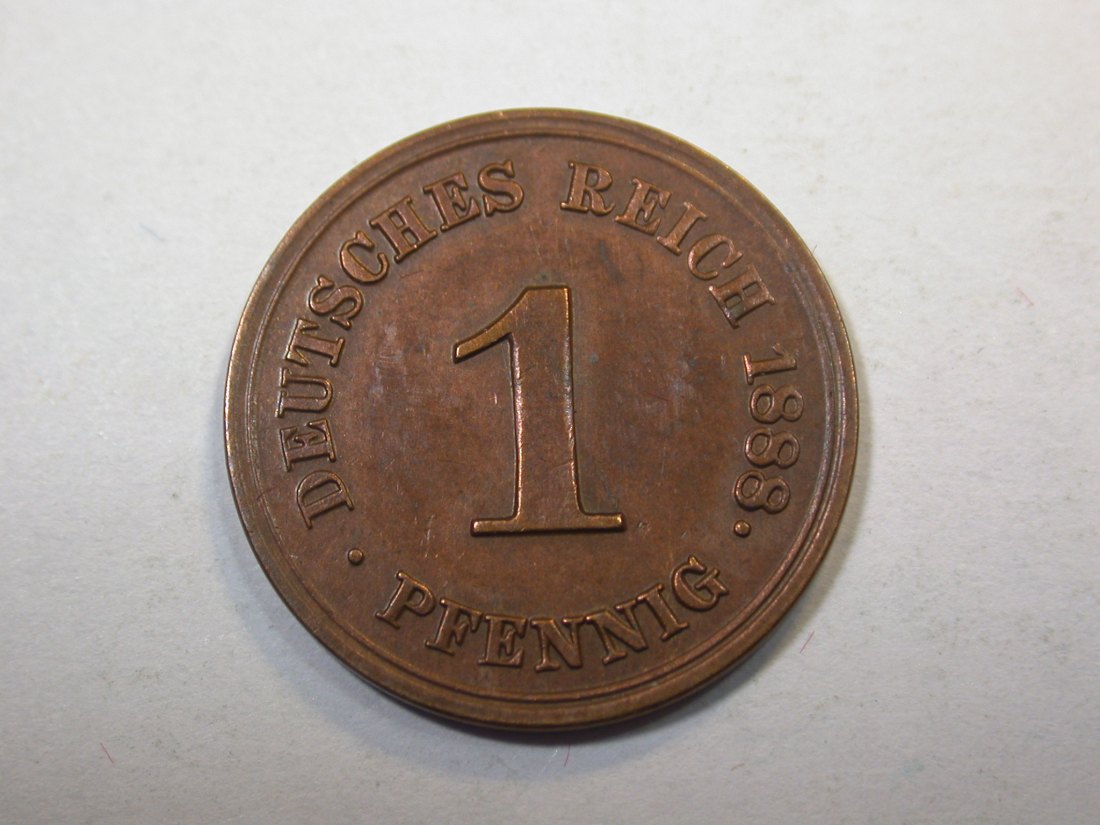 DEUTSCHES REICH 1888.
1
· PFENNIG